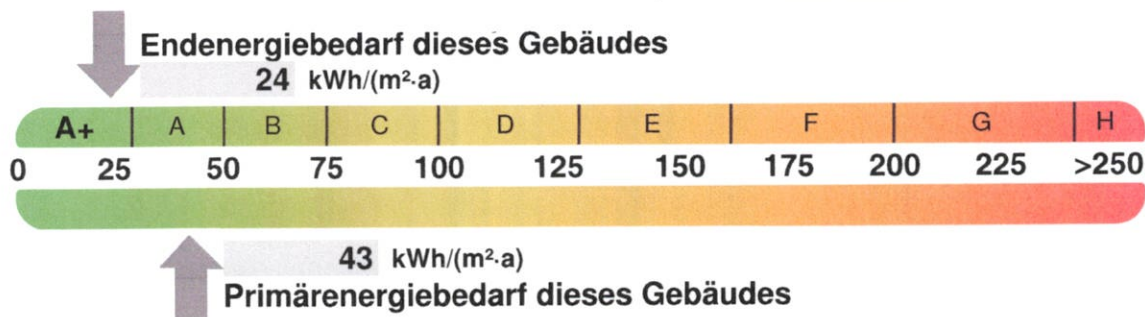 Endenergiebedarf dieses Gebäudes
24 kWh/(m²·a)
A+ A B C D E F G H
0 25 50 75 100 125 150 175 200 225 >250
43 kWh/(m²·a)
Primärenergiebedarf dieses Gebäudes